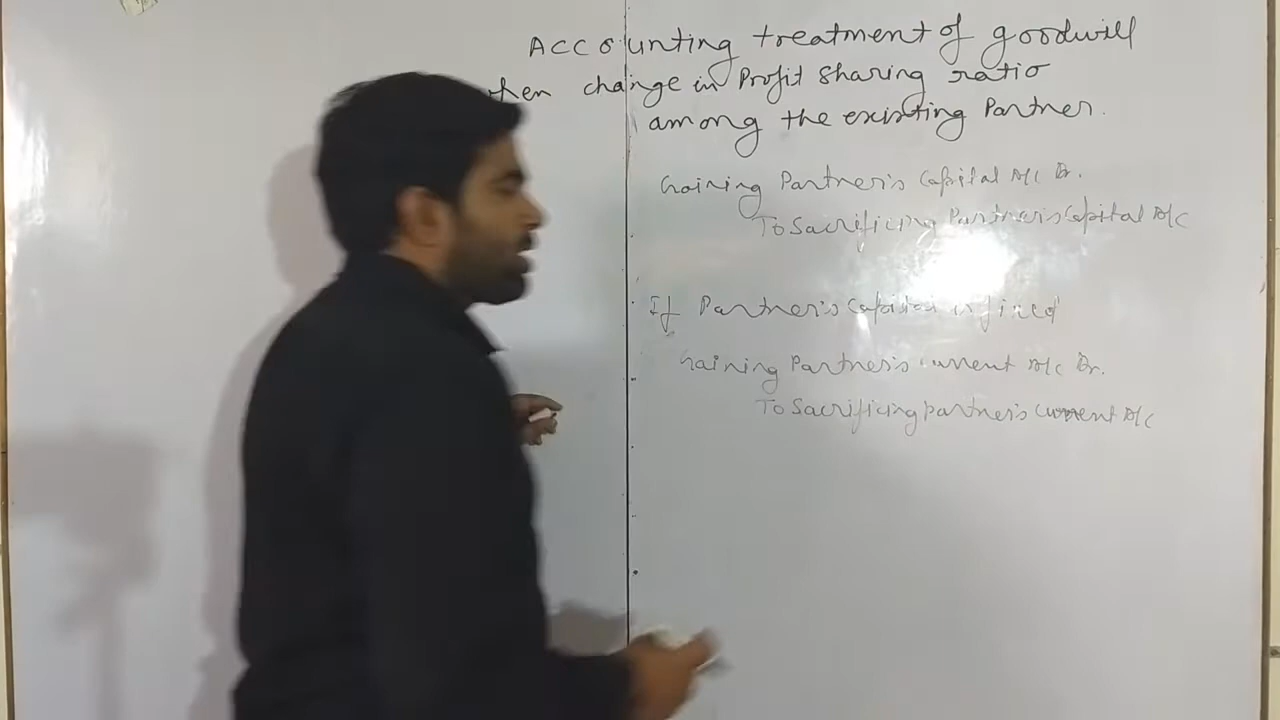 Accounting treatment of goodwill
when change in Profit Sharing ratio
among the existing Partner.
Gaining Partner's Capital A/c Dr.
To Sacrificing Partner's Capital A/c
If Partner's Capital is fixed
Gaining Partner's Current A/c Dr.
To Sacrificing partner's Current A/c